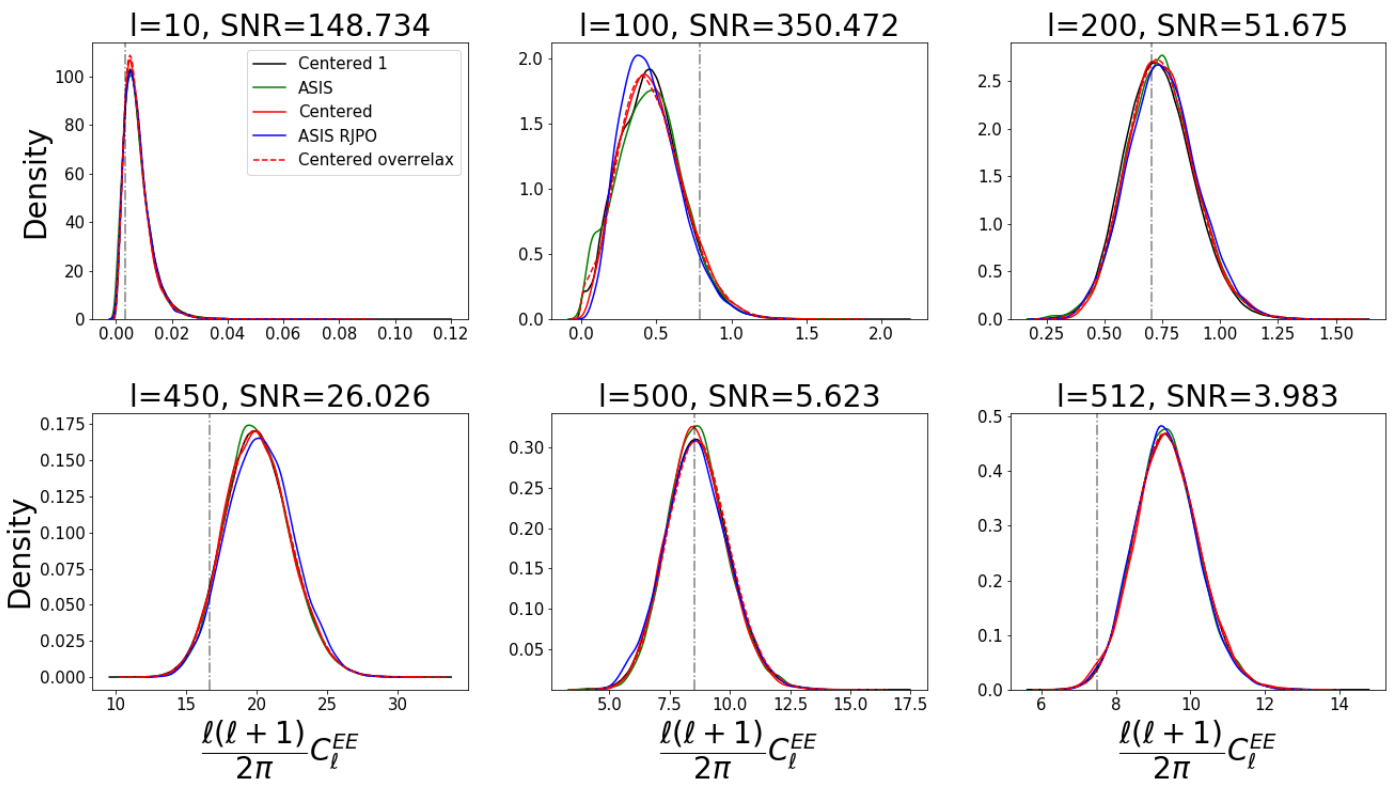 l=10, SNR=148.734
l=100, SNR=350.472
l=200, SNR=51.675
Density
100
80
60
40
20
0
0.00 0.02 0.04 0.06 0.08 0.10 0.12
Centered 1
ASIS
Centered
ASIS RJPO
Centered overrelax
2.0
1.5
1.0
0.5
0.0
0.0 0.5 1.0 1.5 2.0
2.5
2.0
1.5
1.0
0.5
0.0
0.25 0.50 0.75 1.00 1.25 1.50
l=450, SNR=26.026
l=500, SNR=5.623
l=512, SNR=3.983
Density
0.175
0.150
0.125
0.100
0.075
0.050
0.025
0.000
10 15 20 25 30
0.30
0.25
0.20
0.15
0.10
0.05
5.0 7.5 10.0 12.5 15.0 17.5
0.5
0.4
0.3
0.2
0.1
0.0
6 8 10 12 14
ℓ(ℓ + 1)/2π C_ℓ^{EE}
ℓ(ℓ + 1)/2π C_ℓ^{EE}
ℓ(ℓ + 1)/2π C_ℓ^{EE}